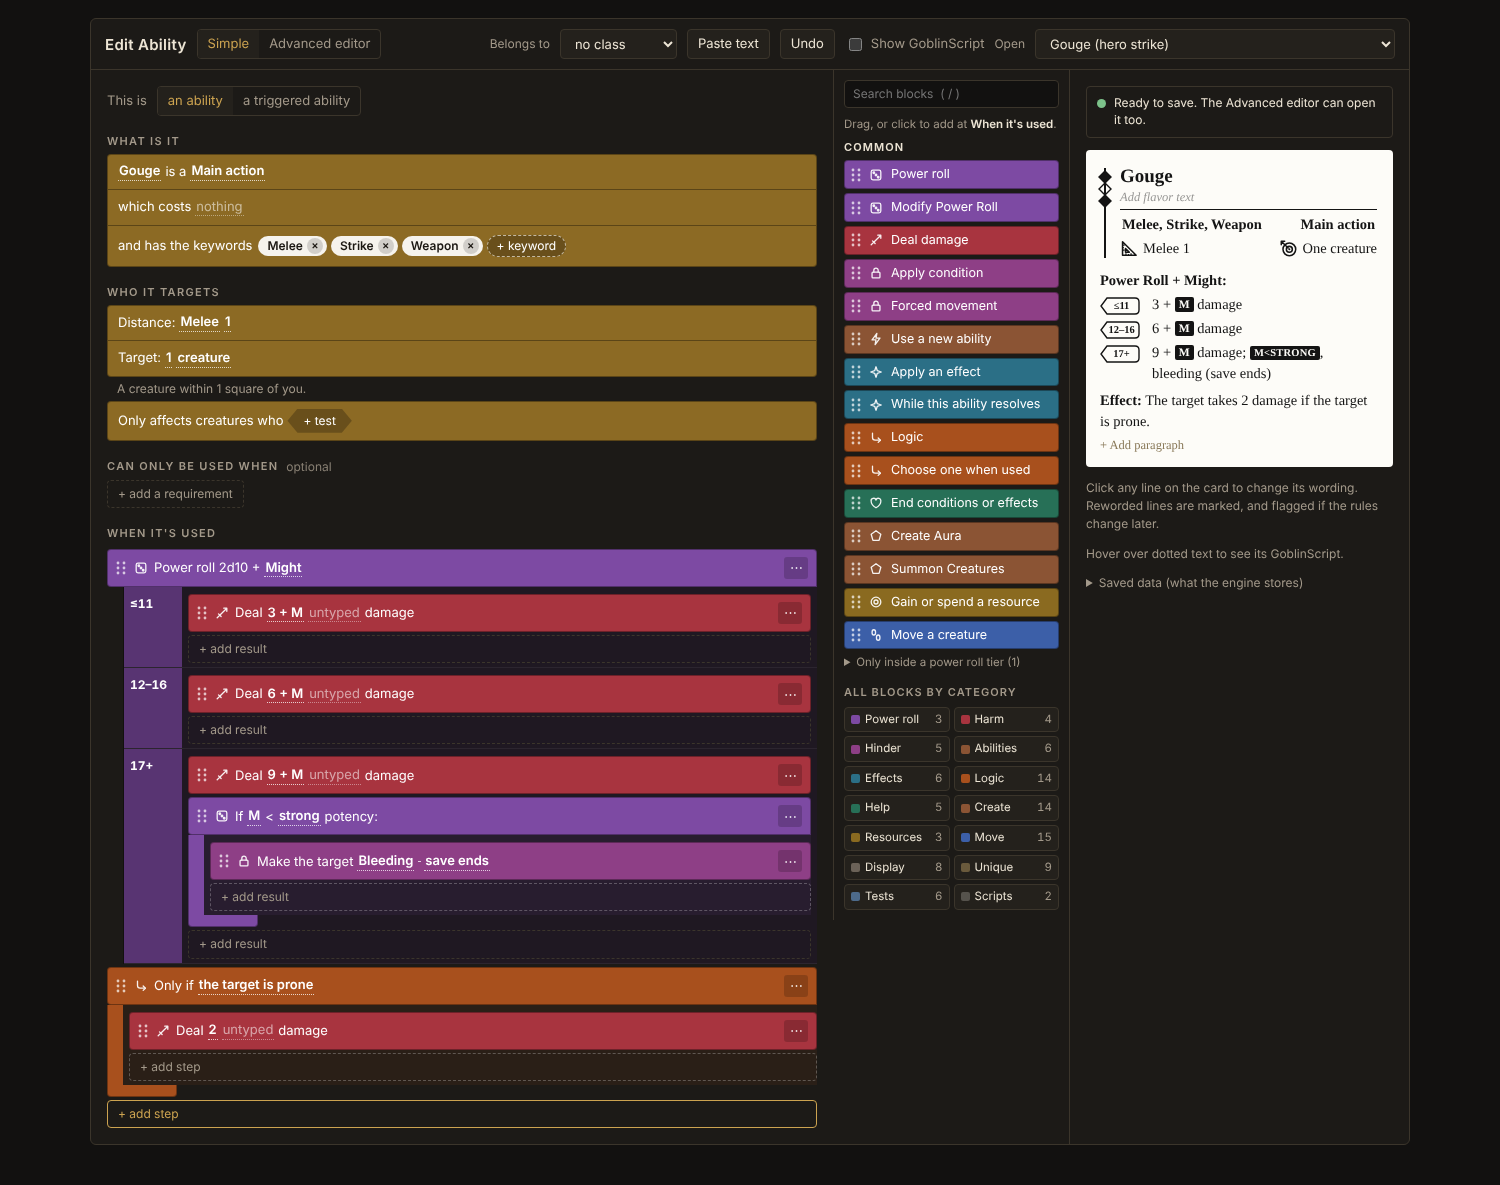 Edit Ability Simple Advanced editor Belongs to no class Paste text Undo Show GoblinScript Open Gouge (hero strike)
This is an ability a triggered ability
WHAT IS IT
Gouge is a Main action
which costs nothing
and has the keywords Melee × Strike × Weapon × + keyword
WHO IT TARGETS
Distance: Melee 1
Target: 1 creature
A creature within 1 square of you.
Only affects creatures who + test
CAN ONLY BE USED WHEN optional
+ add a requirement
WHEN IT'S USED
Power roll 2d10 + Might ...
≤11
Deal 3 + M untyped damage ...
+ add result
12–16
Deal 6 + M untyped damage ...
+ add result
17+
Deal 9 + M untyped damage ...
If M < strong potency: ...
Make the target Bleeding - save ends ...
+ add result
+ add result
Only if the target is prone ...
Deal 2 untyped damage ...
+ add step
+ add step
Search blocks ( / )
Drag, or click to add at When it's used.
COMMON
Power roll
Modify Power Roll
Deal damage
Apply condition
Forced movement
Use a new ability
Apply an effect
While this ability resolves
Logic
Choose one when used
End conditions or effects
Create Aura
Summon Creatures
Gain or spend a resource
Move a creature
Only inside a power roll tier (1)
ALL BLOCKS BY CATEGORY
Power roll 3 Harm 4
Hinder 5 Abilities 6
Effects 6 Logic 14
Help 5 Create 14
Resources 3 Move 15
Display 8 Unique 9
Tests 6 Scripts 2
Ready to save. The Advanced editor can open
it too.
Gouge
Add flavor text
Melee, Strike, Weapon Main action
Melee 1 One creature
Power Roll + Might:
≤11 3 + M damage
12–16 6 + M damage
17+ 9 + M damage; M<STRONG,
bleeding (save ends)
Effect: The target takes 2 damage if the target
is prone.
+ Add paragraph
Click any line on the card to change its wording.
Reworded lines are marked, and flagged if the rules
change later.
Hover over dotted text to see its GoblinScript.
Saved data (what the engine stores)